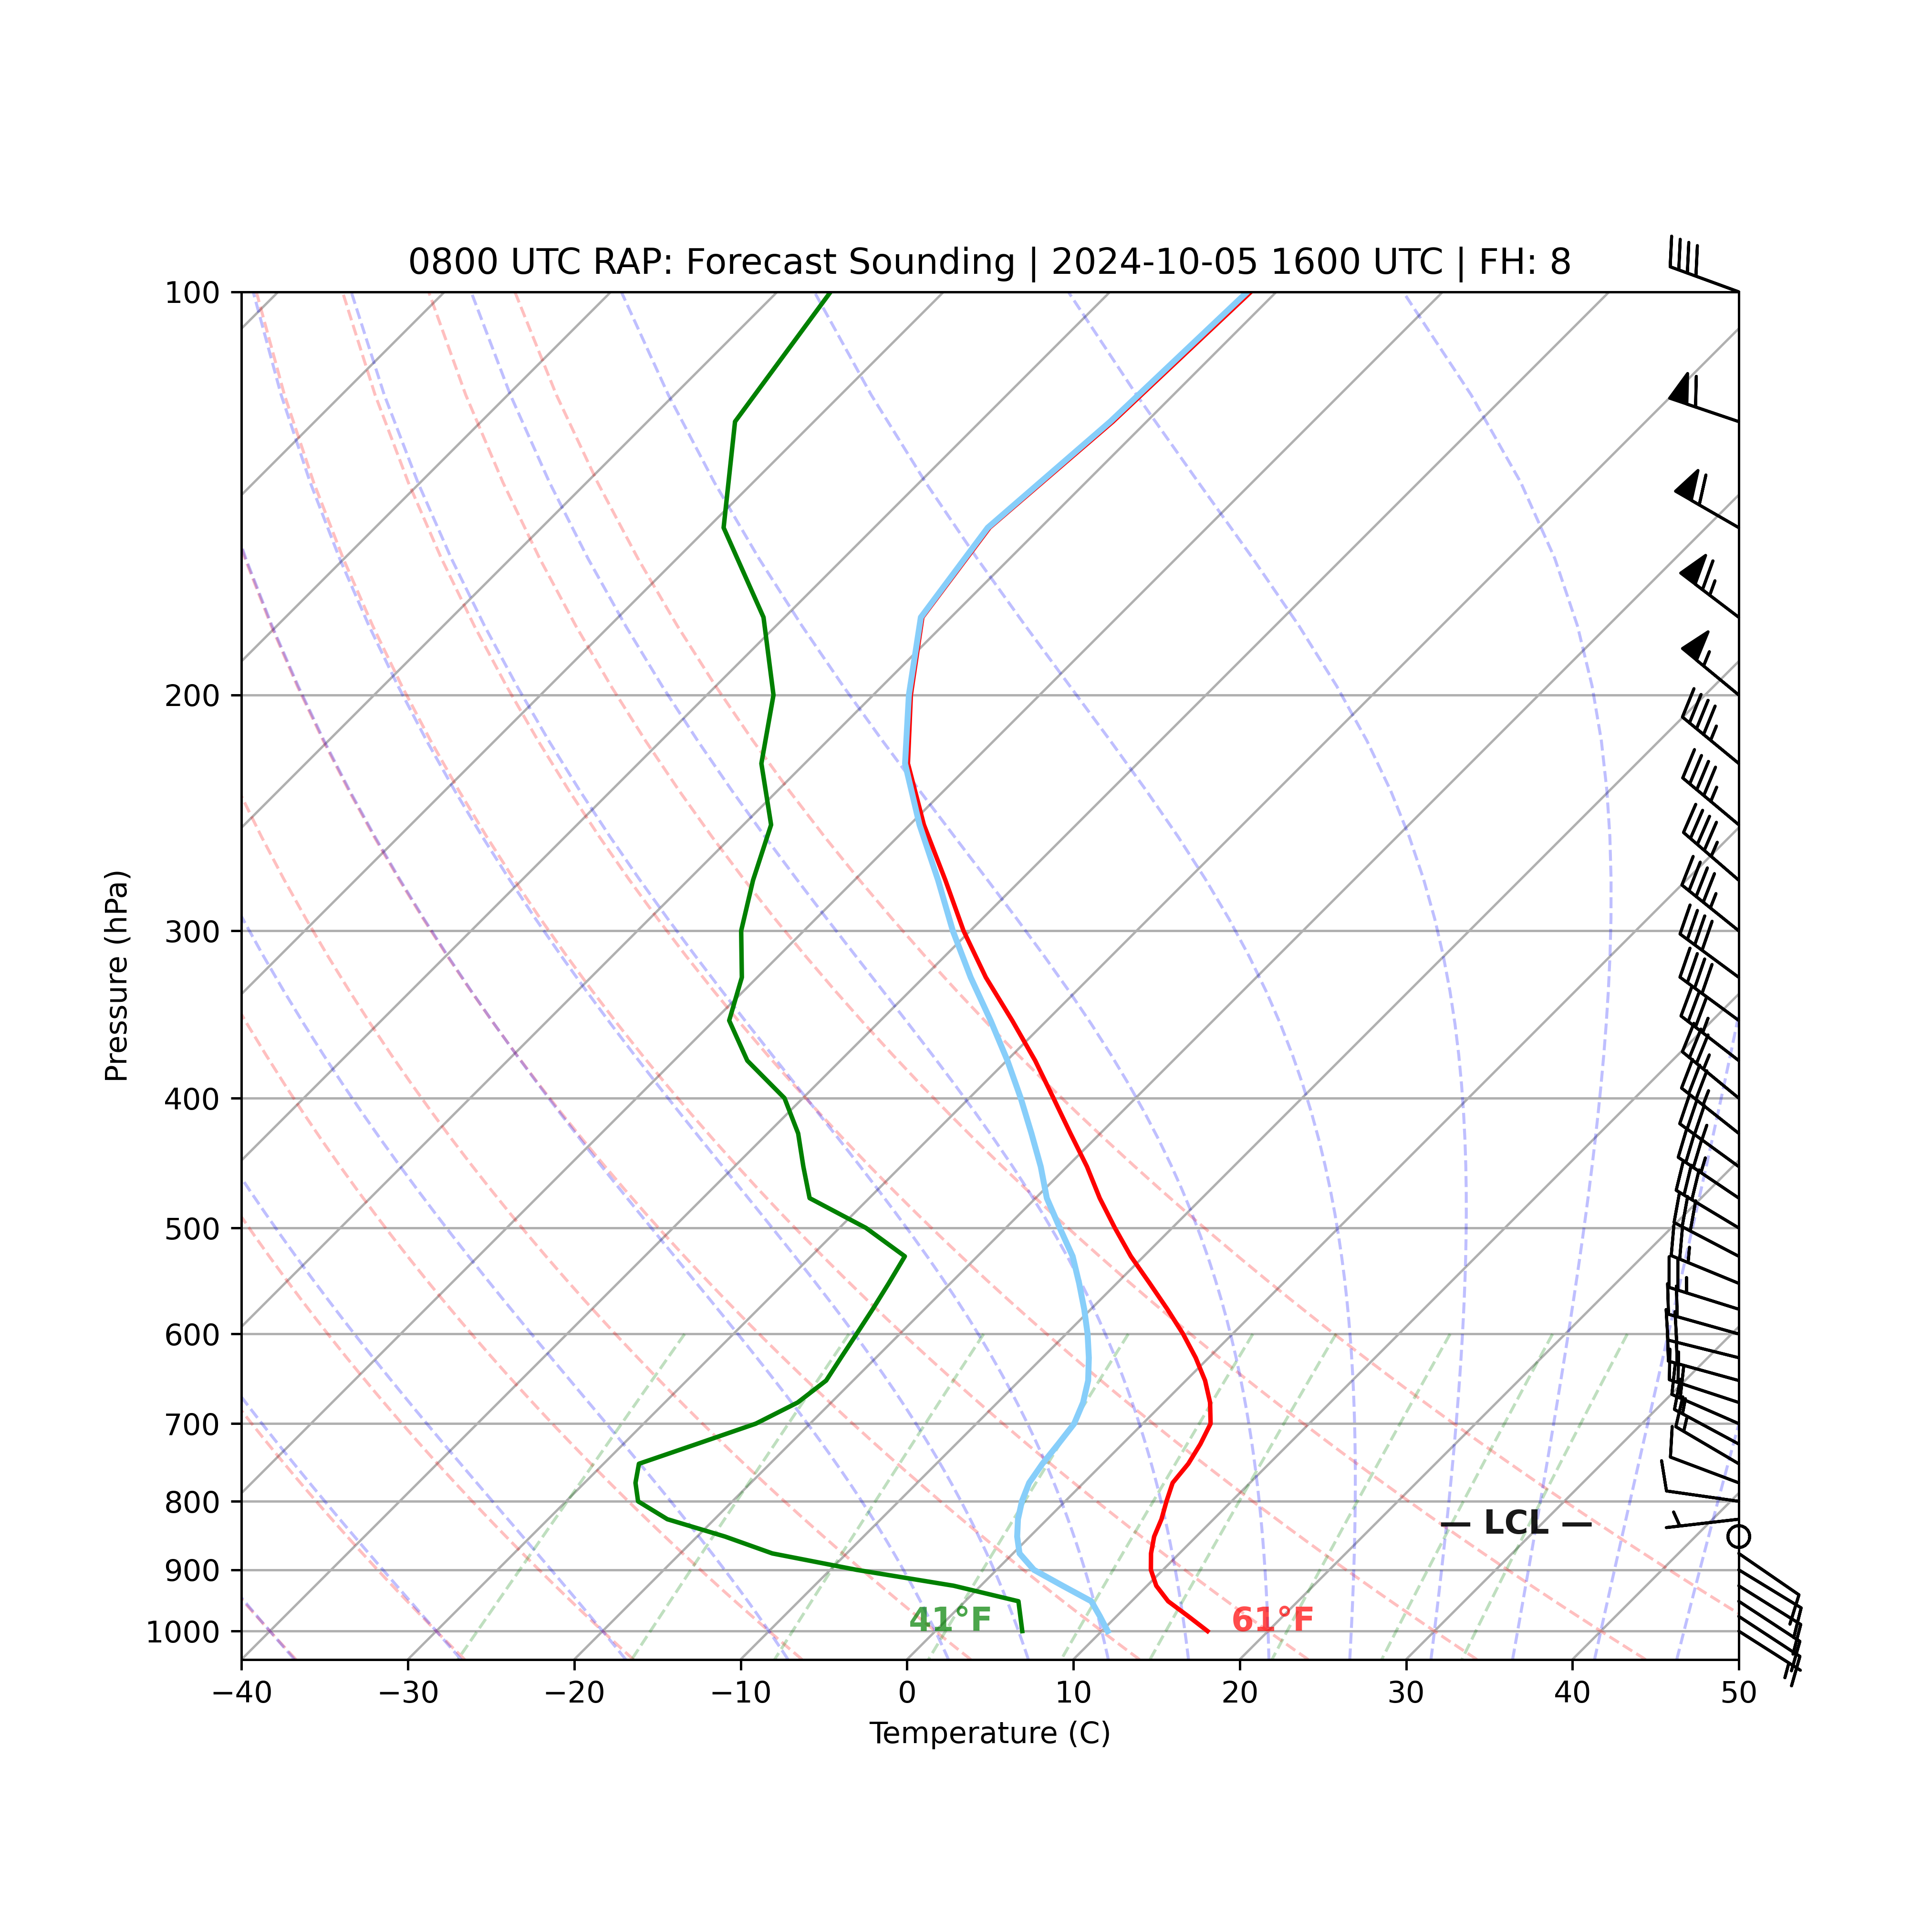 0800 UTC RAP: Forecast Sounding | 2024-10-05 1600 UTC | FH: 8
100
200
300
400
500
600
700
800
900
1000
Pressure (hPa)
— LCL —
41°F
61°F
−40 −30 −20 −10 0 10 20 30 40 50
Temperature (C)